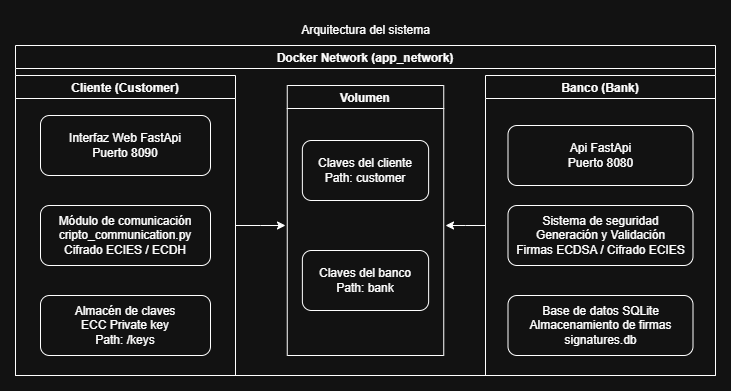 Arquitectura del sistema
Docker Network (app_network)
Cliente (Customer)
Interfaz Web FastApi
Puerto 8090
Módulo de comunicación
cripto_communication.py
Cifrado ECIES / ECDH
Almacén de claves
ECC Private key
Path: /keys
Volumen
Claves del cliente
Path: customer
Claves del banco
Path: bank
Banco (Bank)
Api FastApi
Puerto 8080
Sistema de seguridad
Generación y Validación
Firmas ECDSA / Cifrado ECIES
Base de datos SQLite
Almacenamiento de firmas
signatures.db